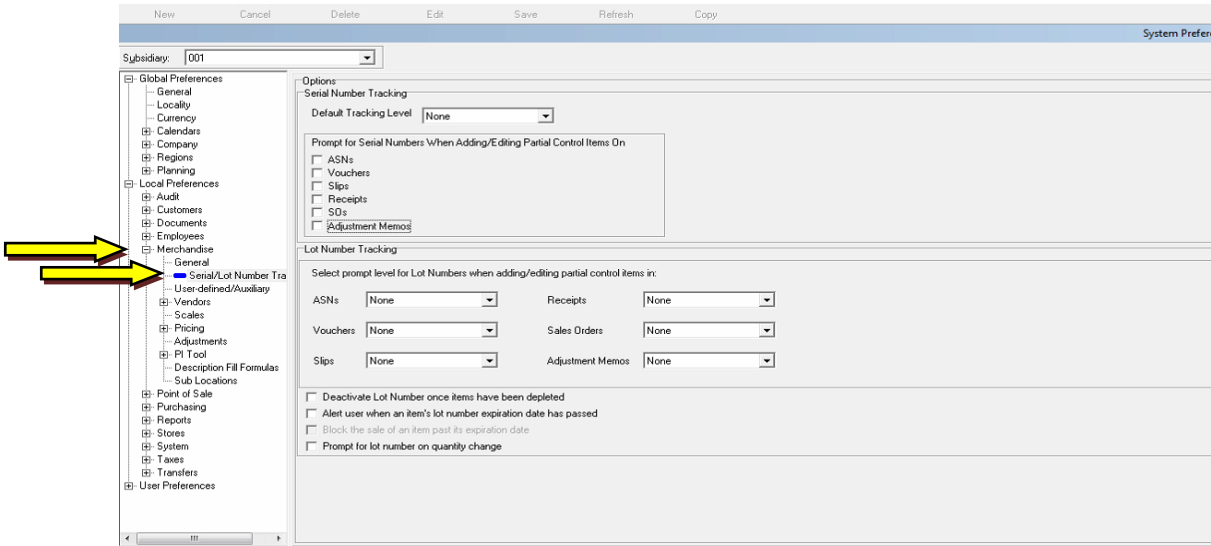 New Cancel Delete Edit Save Refresh Copy
System Prefer
Subsidiary: 001
Global Preferences
General
Locality
Currency
Calendars
Company
Regions
Planning
Local Preferences
Audit
Customers
Documents
Employees
Merchandise
General
Serial/Lot Number Tra
User-defined/Auxiliary
Vendors
Scales
Pricing
Adjustments
PI Tool
Description Fill Formulas
Sub Locations
Point of Sale
Purchasing
Reports
Stores
System
Taxes
Transfers
User Preferences
Options
Serial Number Tracking
Default Tracking Level None
Prompt for Serial Numbers When Adding/Editing Partial Control Items On
ASNs
Vouchers
Slips
Receipts
SOs
Adjustment Memos
Lot Number Tracking
Select prompt level for Lot Numbers when adding/editing partial control items in:
ASNs None Receipts None
Vouchers None Sales Orders None
Slips None Adjustment Memos None
Deactivate Lot Number once items have been depleted
Alert user when an item's lot number expiration date has passed
Block the sale of an item past its expiration date
Prompt for lot number on quantity change